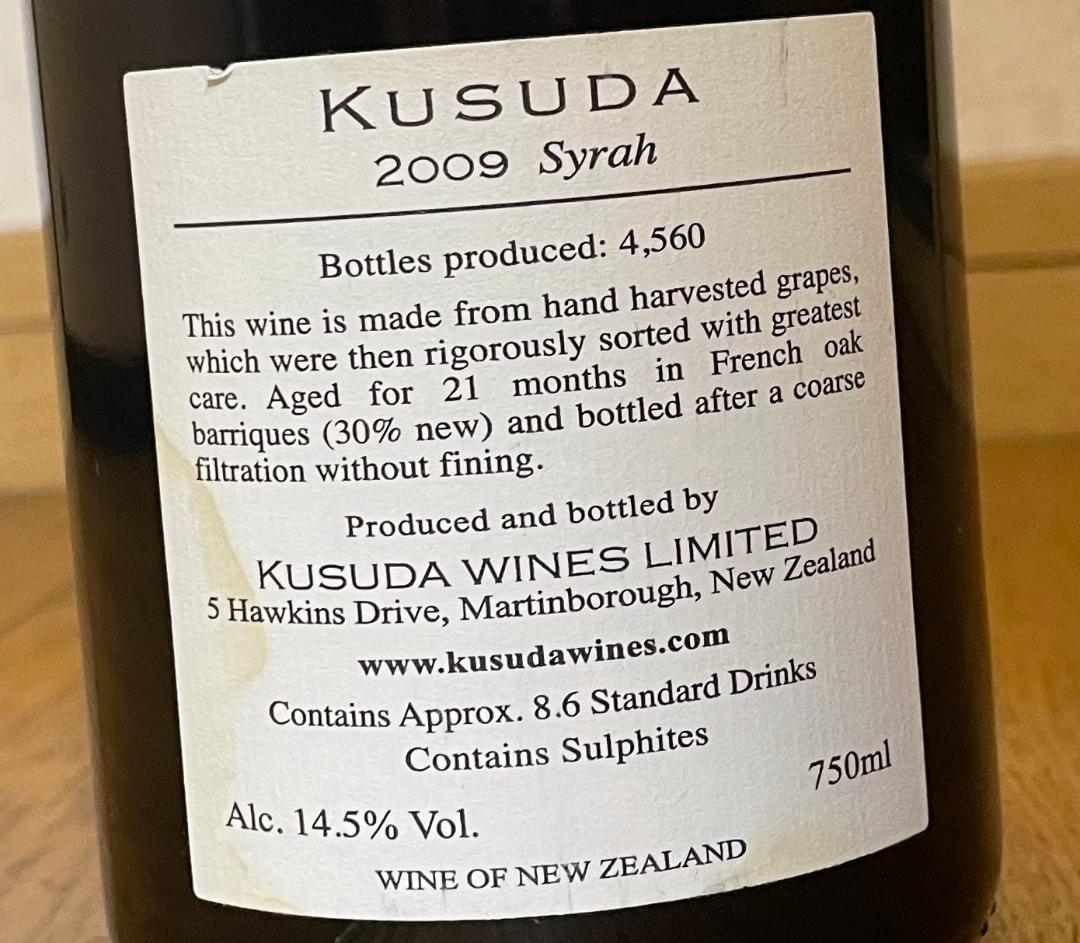 KUSUDA
2009 Syrah
Bottles produced: 4,560
This wine is made from hand harvested grapes,
which were then rigorously sorted with greatest
care. Aged for 21 months in French oak
barriques (30% new) and bottled after a coarse
filtration without fining.
Produced and bottled by
KUSUDA WINES LIMITED
5 Hawkins Drive, Martinborough, New Zealand
www.kusudawines.com
Contains Approx. 8.6 Standard Drinks
Contains Sulphites
750ml
Alc. 14.5% Vol.
WINE OF NEW ZEALAND